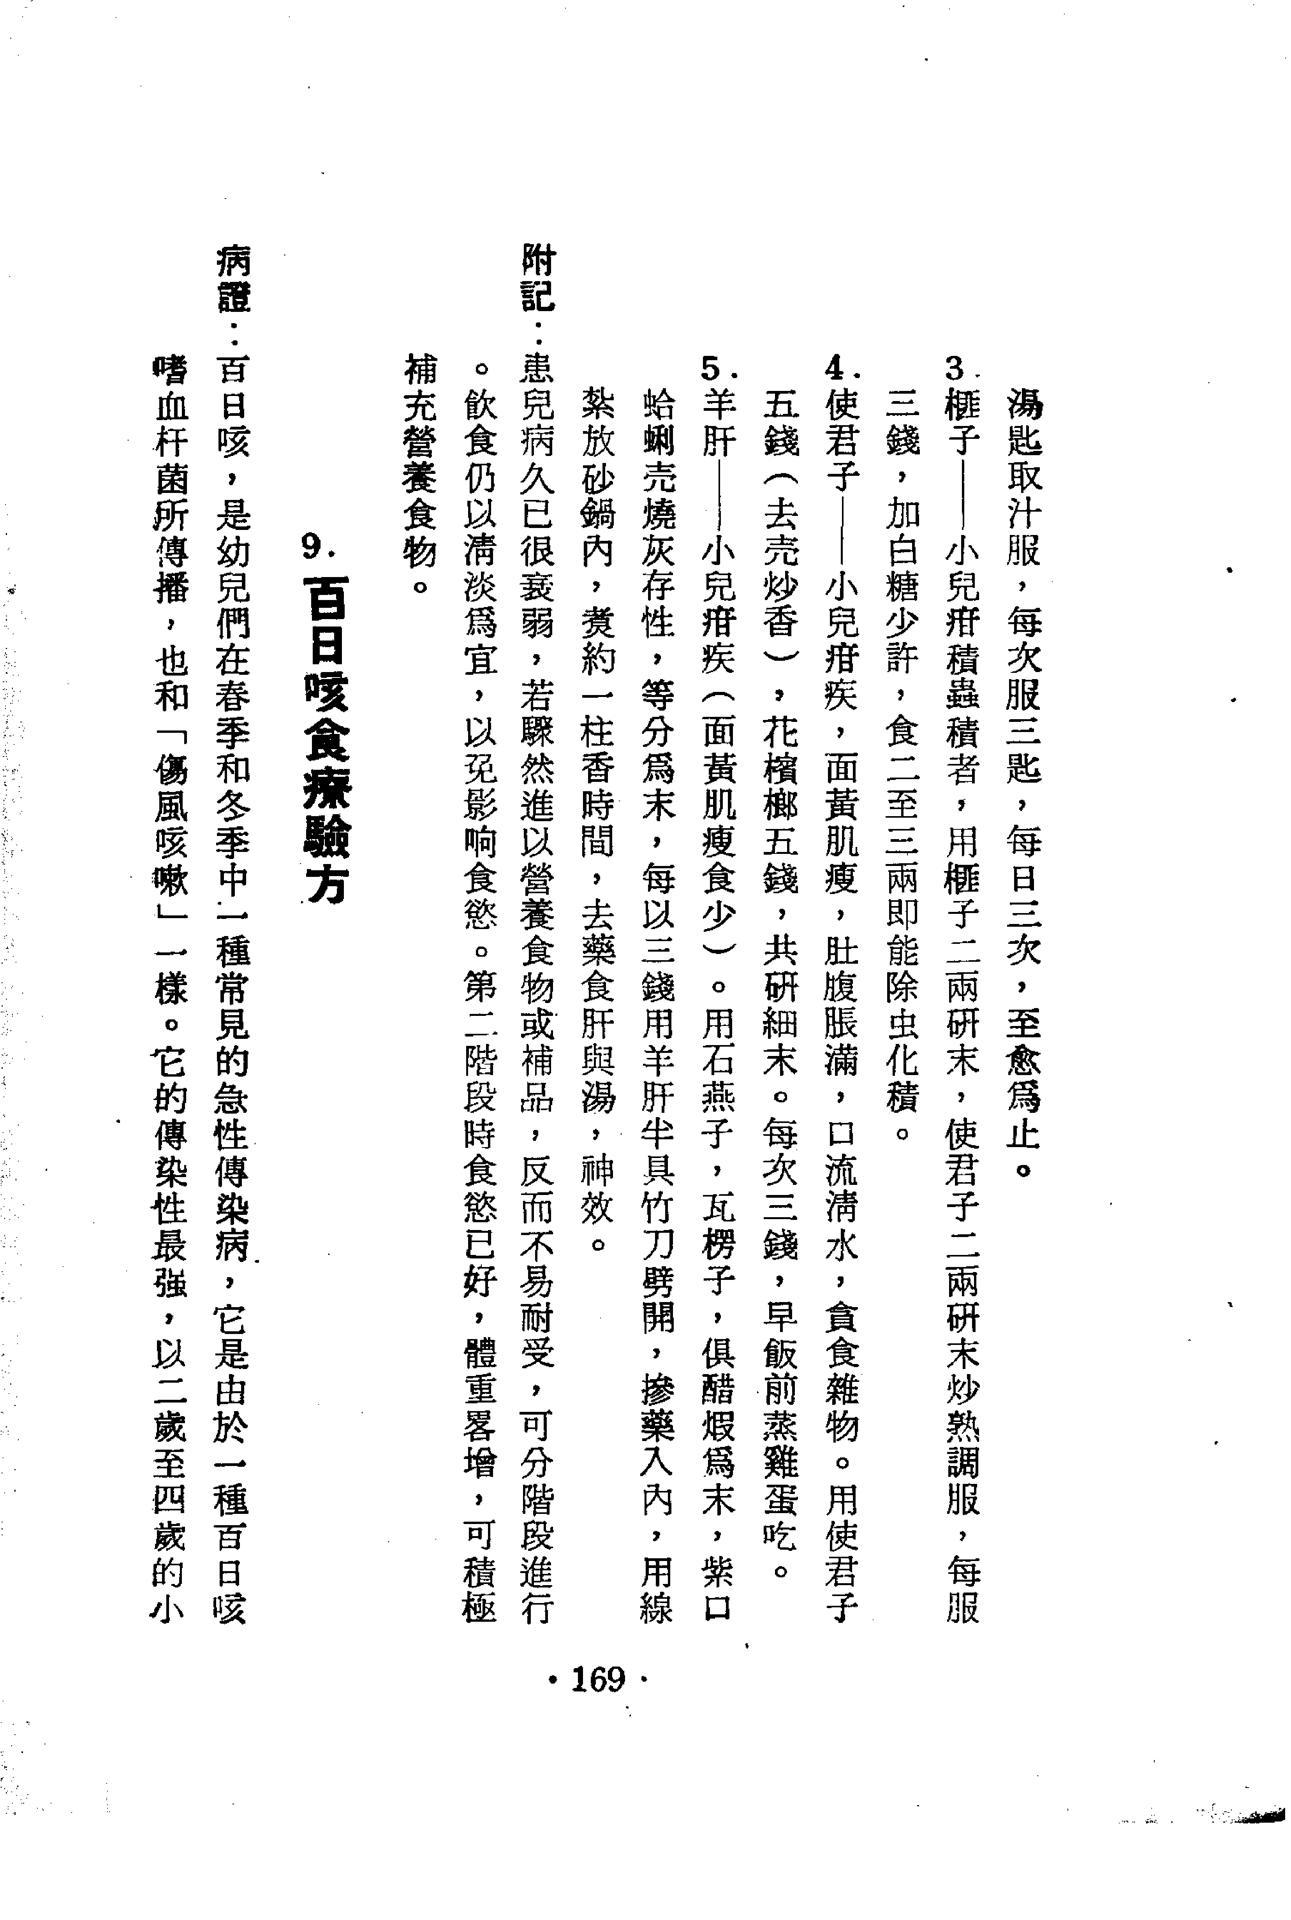 湯匙取汁服，每次服三匙，每日三次，至愈爲止。
3.榧子——小兒疳積蟲積者，用榧子二兩研末，使君子二兩研末炒熟調服，每服
三錢，加白糖少許，食二至三兩即能除虫化積。
4.使君子——小兒疳疾，面黃肌瘦，肚腹脹滿，口流淸水，貪食雜物。用使君子
五錢（去壳炒香），花檳榔五錢，共研細末。每次三錢，早飯前蒸雞蛋吃。
5.羊肝——小兒疳疾（面黃肌瘦食少）。用石燕子，瓦楞子，俱醋煆爲末，紫口
蛤蜊壳燒灰存性，等分爲末，每以三錢用羊肝半具竹刀劈開，摻藥入內，用線
紮放砂鍋內，煑約一柱香時間，去藥食肝與湯，神效。
附記：患兒病久已很衰弱，若驟然進以營養食物或補品，反而不易耐受，可分階段進行
。飲食仍以淸淡爲宜，以免影响食慾。第二階段時食慾已好，體重畧增，可積極
補充營養食物。
9.百日咳食療驗方
病證：百日咳，是幼兒們在春季和冬季中一種常見的急性傳染病，它是由於一種百日咳
嗜血杆菌所傳播，也和「傷風咳嗽」一樣。它的傳染性最强，以二歲至四歲的小
·169·